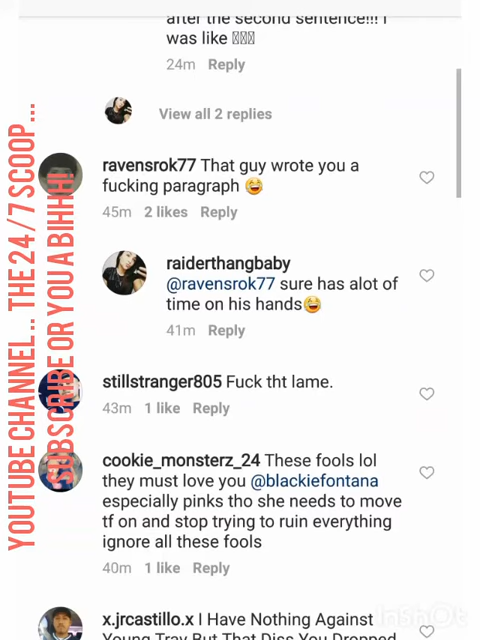 after the second sentence!!! I
was like
24m Reply
View all 2 replies
ravensrok77 That guy wrote you a
fucking paragraph 😂
45m 2 likes Reply
raiderthangbaby
@ravensrok77 sure has alot of
time on his hands😂
41m Reply
stillstranger805 Fuck tht lame.
43m 1 like Reply
cookie_monsterz_24 These fools lol
they must love you @blackiefontana
especially pinks tho she needs to move
tf on and stop trying to ruin everything
ignore all these fools
40m 1 like Reply
x.jrcastillo.x I Have Nothing Against
Young Tray But That Diss You Dropped
YOUTUBE CHANNEL .. THE 24 / 7 SCOOP...
SUBSCRIBE OR YOU A BIHHH!
InShOt